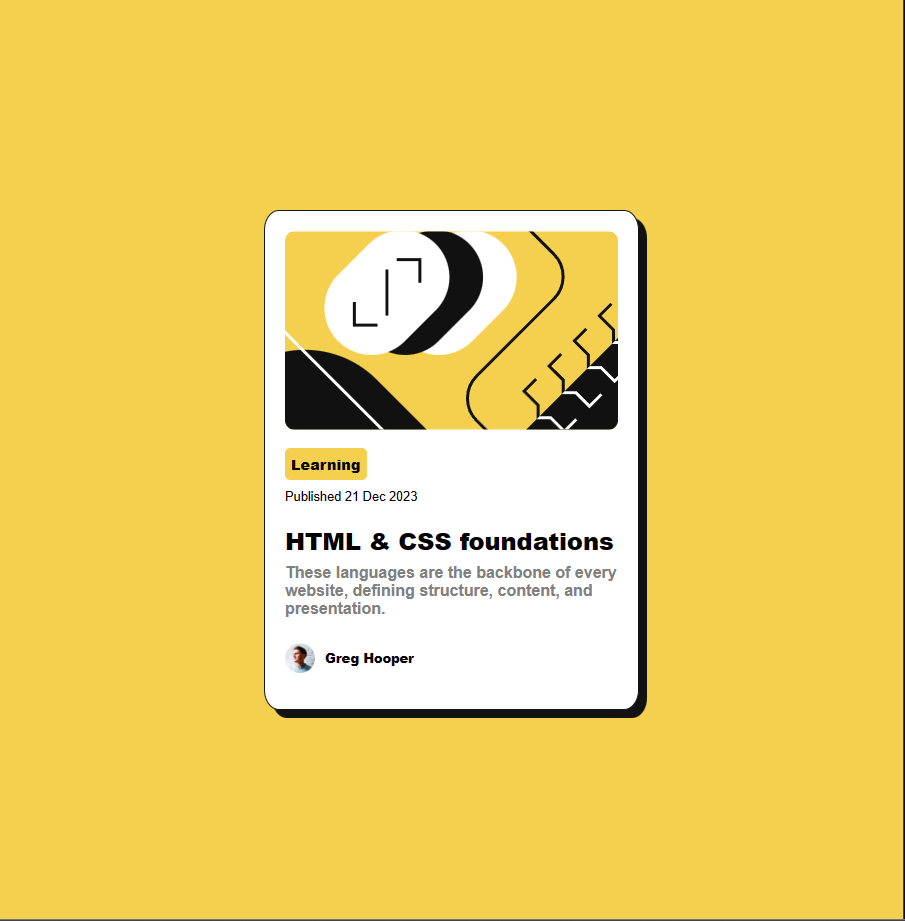 Learning
Published 21 Dec 2023
HTML & CSS foundations
These languages are the backbone of every
website, defining structure, content, and
presentation.
Greg Hooper